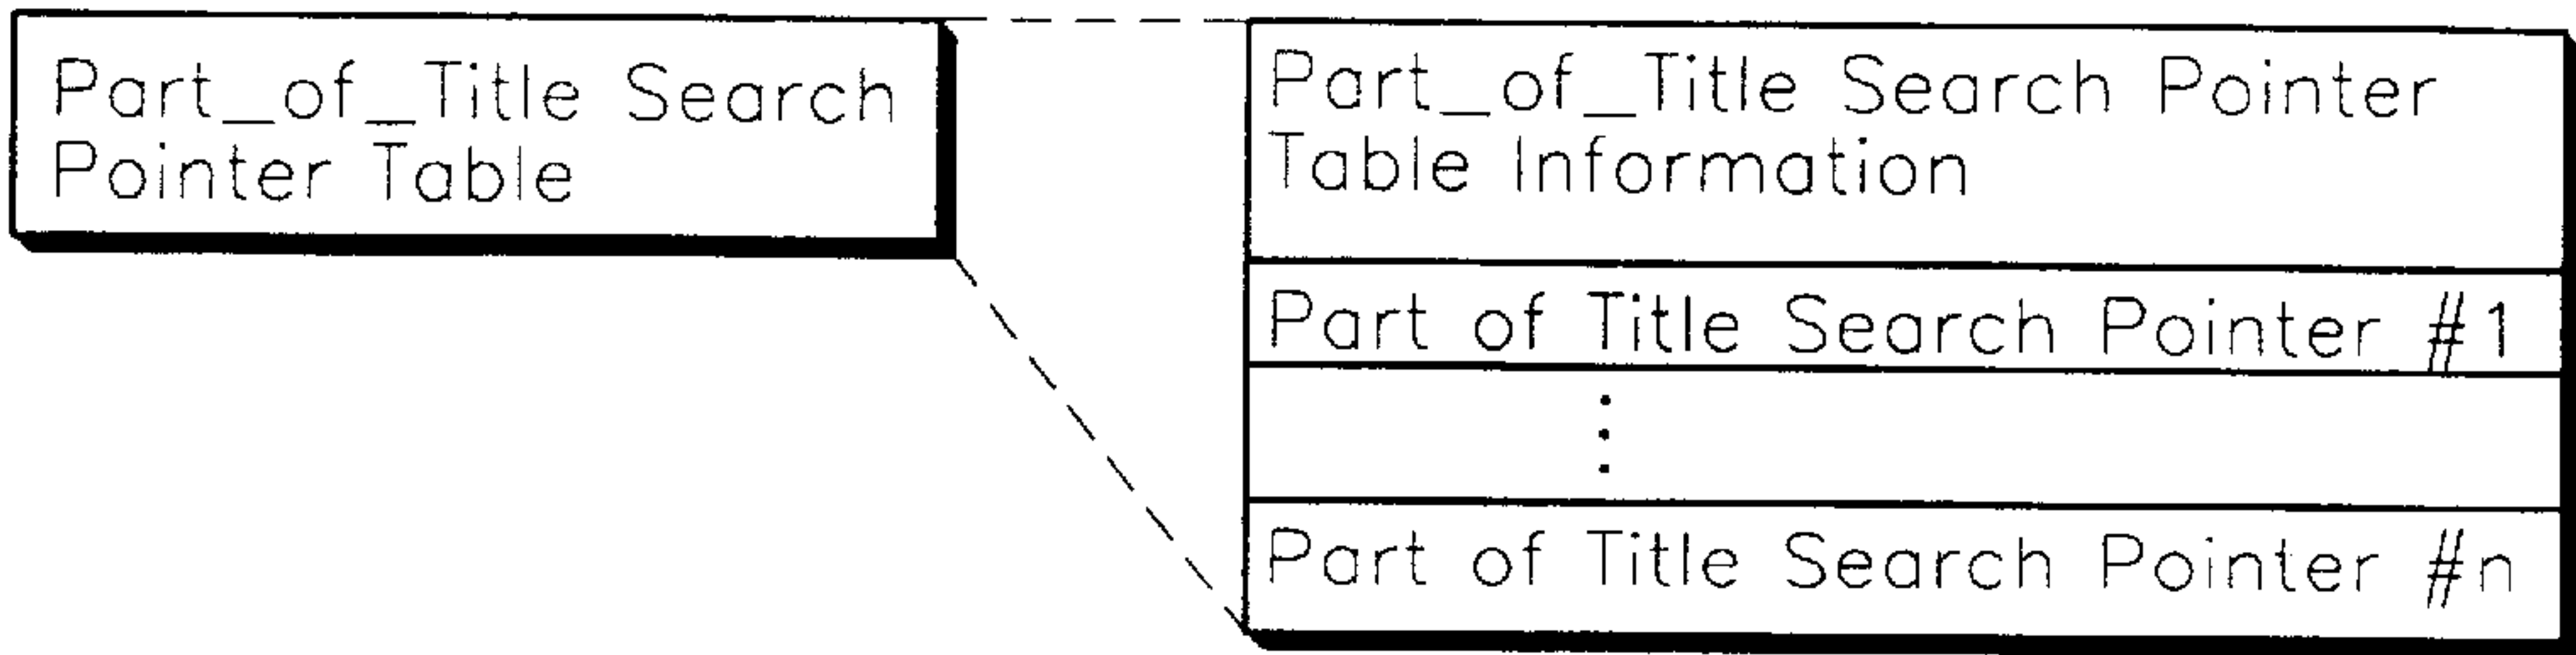 Part_of_Title Search
Pointer Table
Part_of_Title Search Pointer
Table Information
Part of Title Search Pointer #1
Part of Title Search Pointer #n